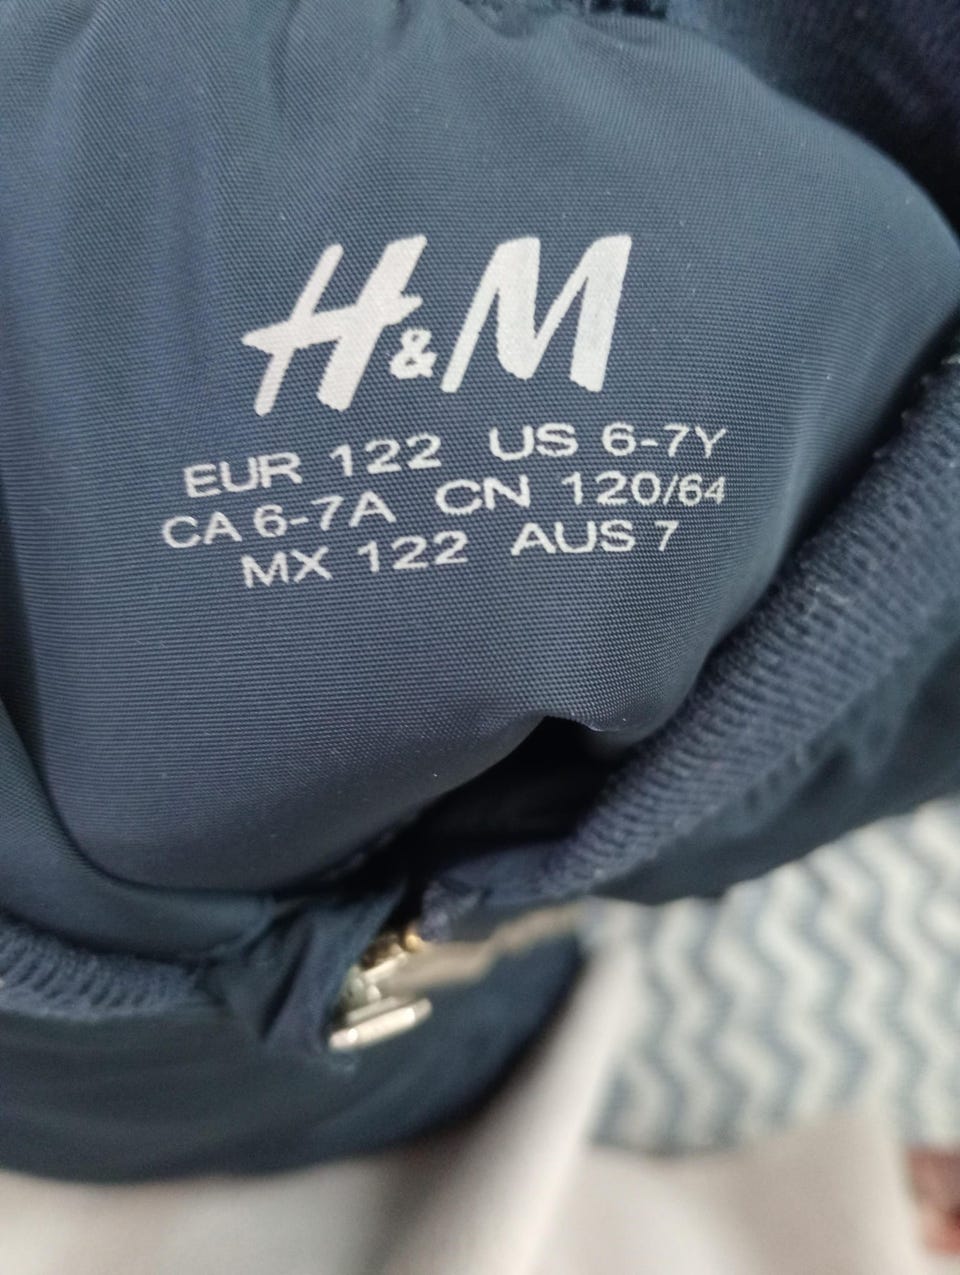 H&M
EUR 122 US 6-7Y
CA 6-7A CN 120/64
MX 122 AUS 7